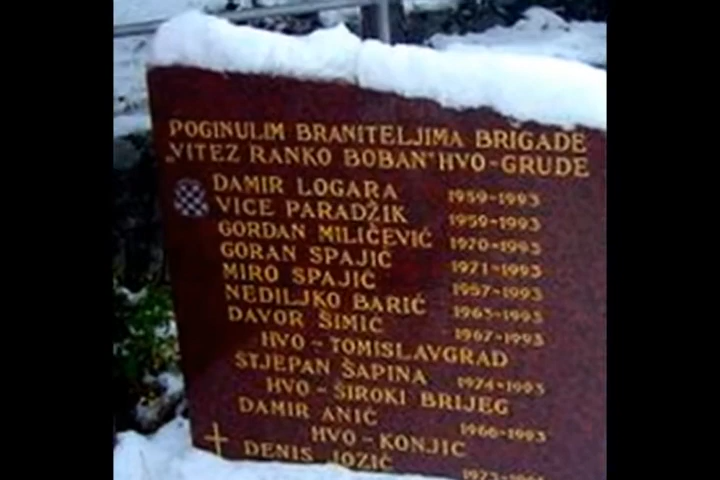 POGINULIM BRANITELJIMA BRIGADE
„VITEZ RANKO BOBAN" HVO-GRUDE
DAMIR LOGARA 1959-1993
VICE PARADŽIK 1959-1993
GORDAN MILIČEVIĆ 1970-1993
GORAN SPAJIĆ 1971-1993
MIRO SPAJIĆ 1957-1993
NEDILJKO BARIĆ 1963-1993
DAVOR ŠIMIĆ 1967-1993
HVO - TOMISLAVGRAD
STJEPAN ŠAPINA 1974-1993
HVO - ŠIROKI BRIJEG
DAMIR ANIĆ 1966-1993
HVO - KONJIC
DENIS JOZIĆ